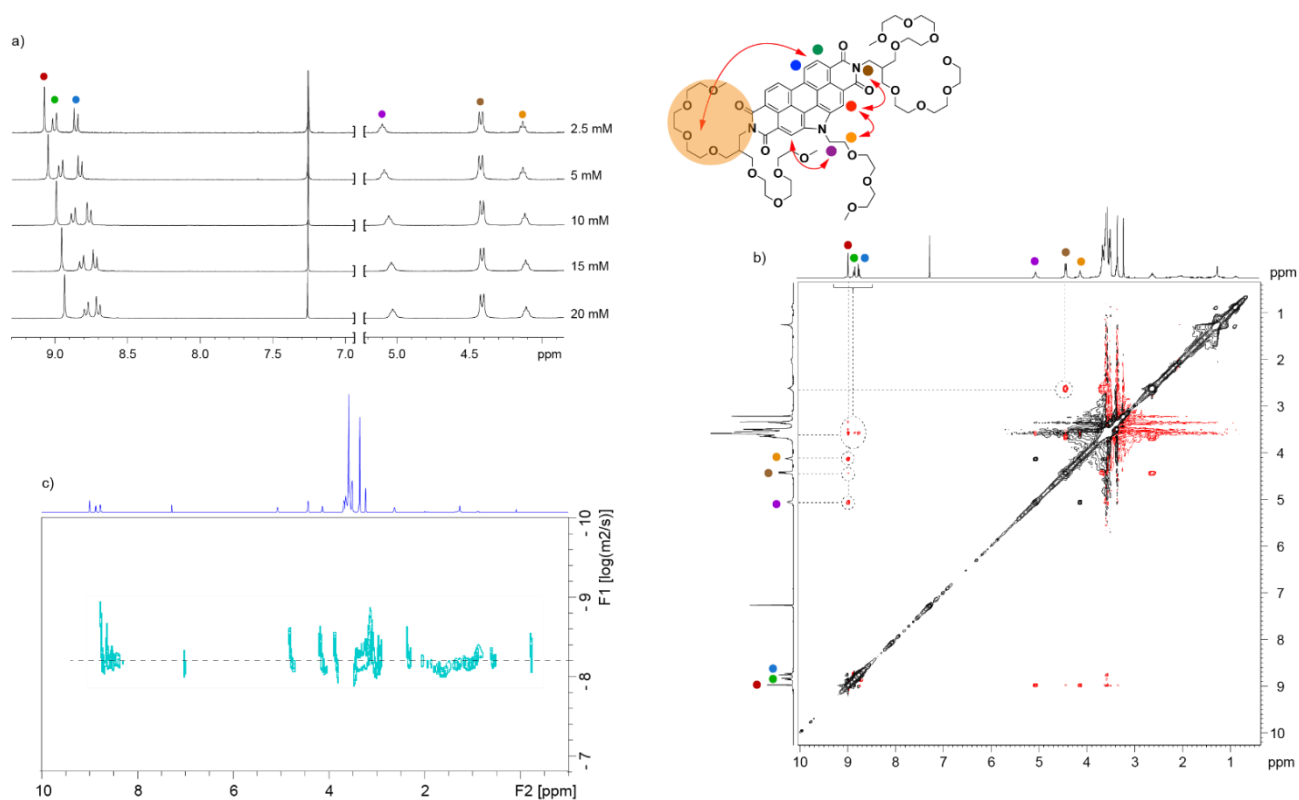 a)
2.5 mM
5 mM
10 mM
15 mM
20 mM
] [
] [
] [
] [
] [
] [
9.0 8.5 8.0 7.5 7.0 5.0 4.5 ppm
O O O O
O N O
O O O O O
O O O O
O N O
N
O O O O O
O O O
O
b)
ppm
1
2
3
4
5
6
7
8
9
10
10 9 8 7 6 5 4 3 2 1 ppm
c)
- 10
- 9
- 8
- 7
F1 [log(m2/s)]
10 8 6 4 2 F2 [ppm]